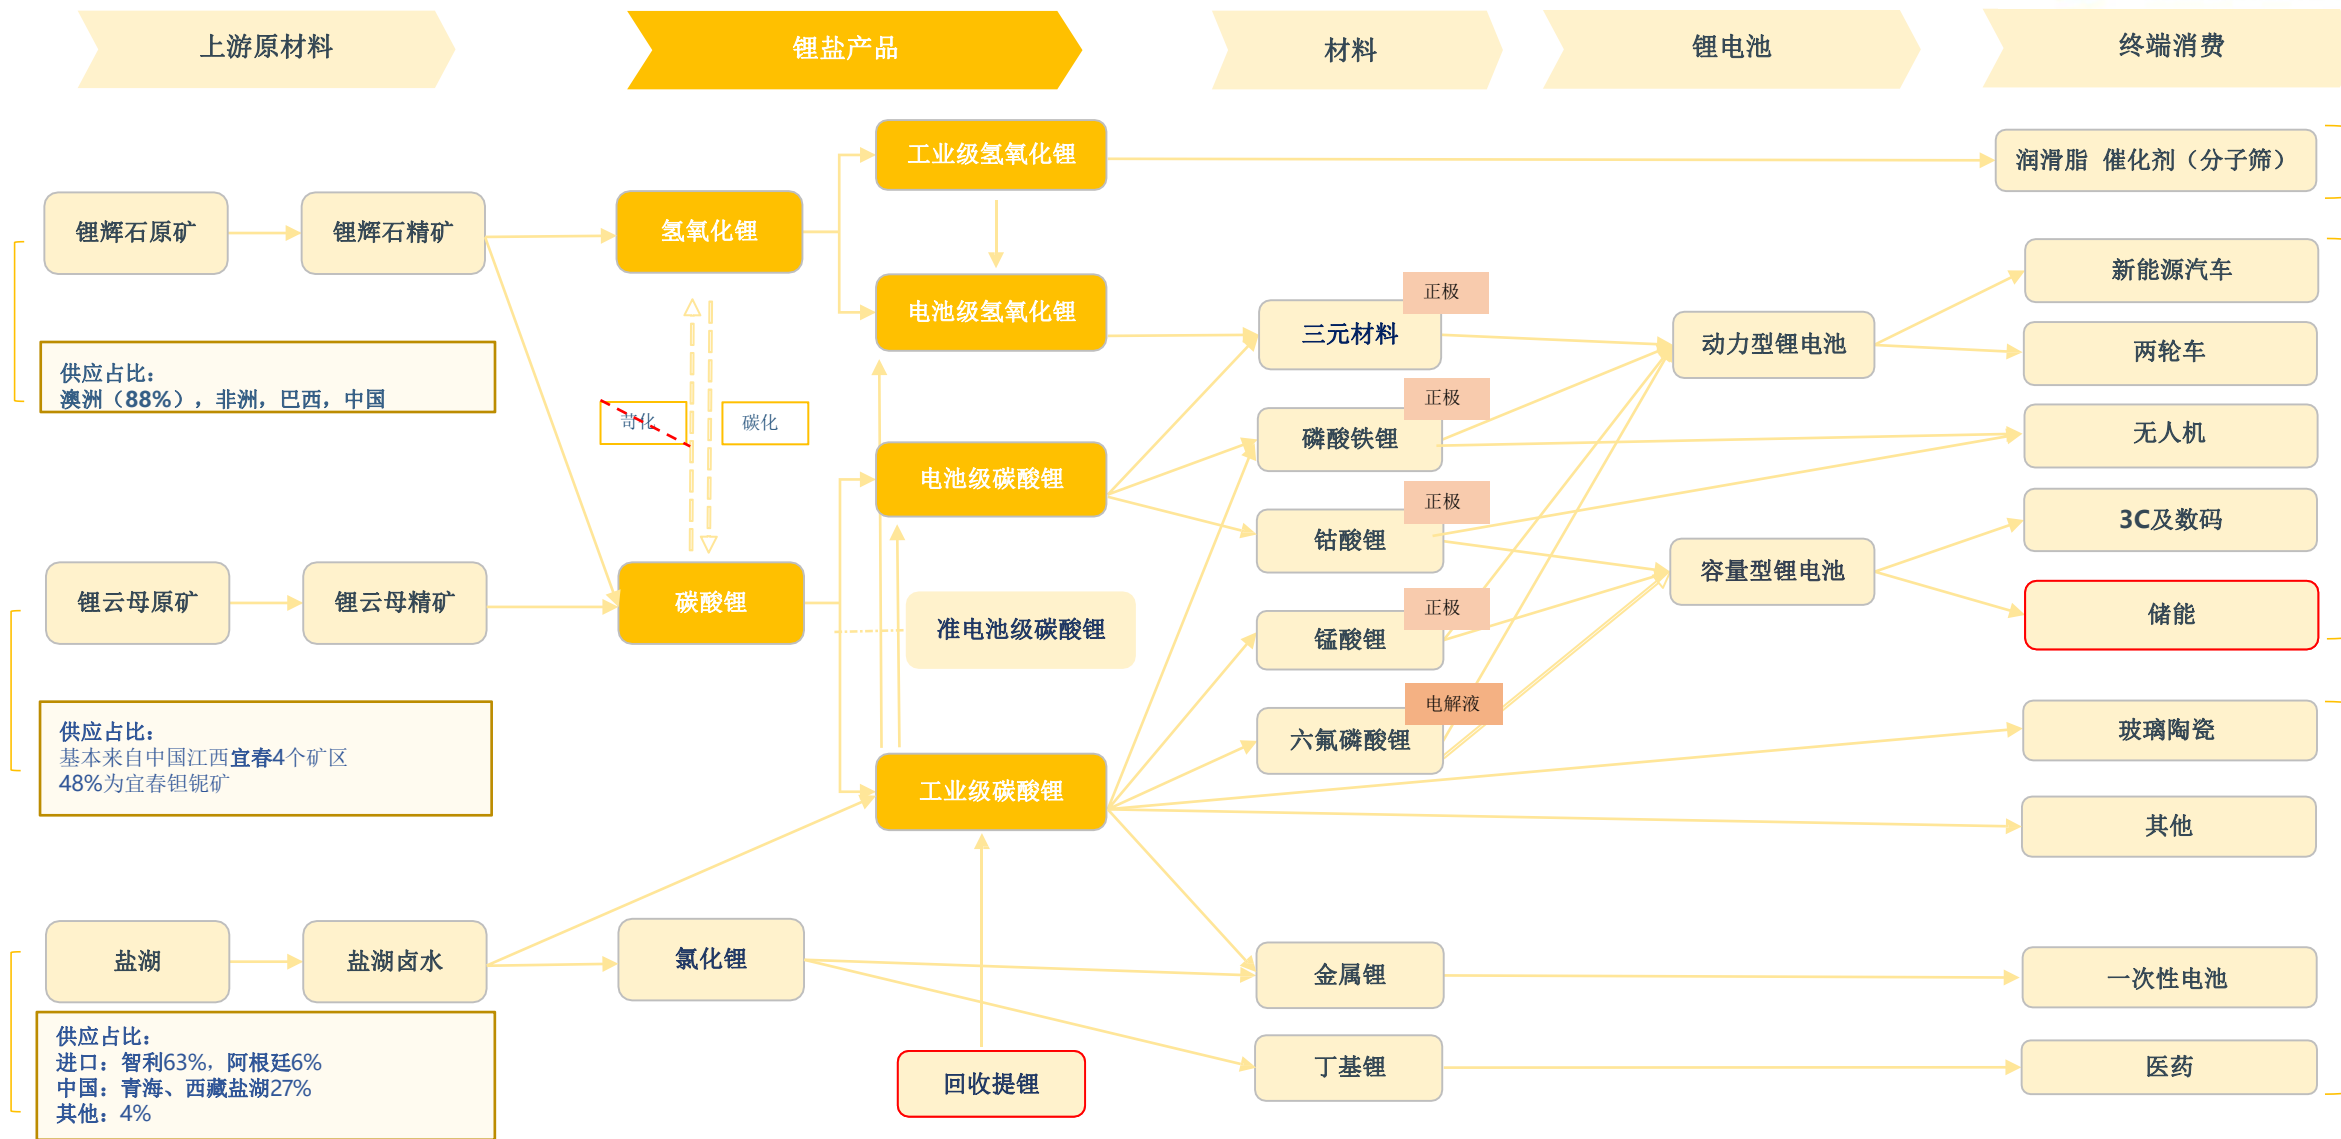 上游原材料
锂盐产品
材料
锂电池
终端消费
工业级氢氧化锂
润滑脂 催化剂（分子筛）
锂辉石原矿
锂辉石精矿
氢氧化锂
新能源汽车
正极
电池级氢氧化锂
三元材料
动力型锂电池
两轮车
供应占比：
澳洲（88%），非洲，巴西，中国
正极
苛化
碳化
磷酸铁锂
无人机
电池级碳酸锂
正极
钴酸锂
3C及数码
容量型锂电池
锂云母原矿
锂云母精矿
碳酸锂
正极
储能
准电池级碳酸锂
锰酸锂
电解液
供应占比：
基本来自中国江西宜春4个矿区
48%为宜春钽铌矿
六氟磷酸锂
玻璃陶瓷
工业级碳酸锂
其他
盐湖
盐湖卤水
氯化锂
金属锂
一次性电池
供应占比：
进口：智利63%，阿根廷6%
中国：青海、西藏盐湖27%
其他：4%
回收提锂
丁基锂
医药